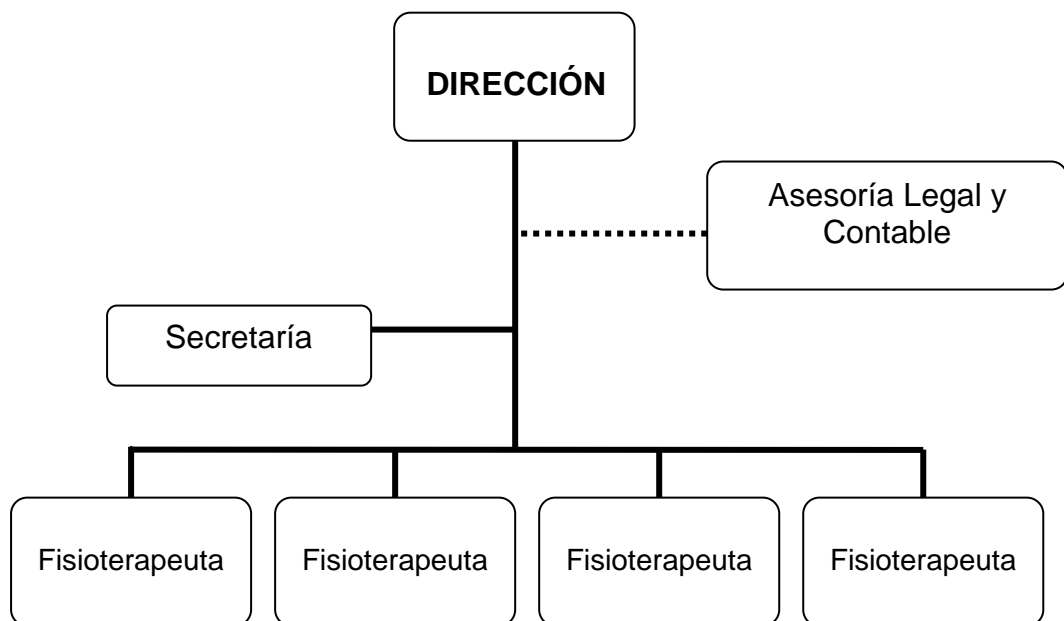 DIRECCIÓN
Asesoría Legal y
Contable
Secretaría
Fisioterapeuta
Fisioterapeuta
Fisioterapeuta
Fisioterapeuta